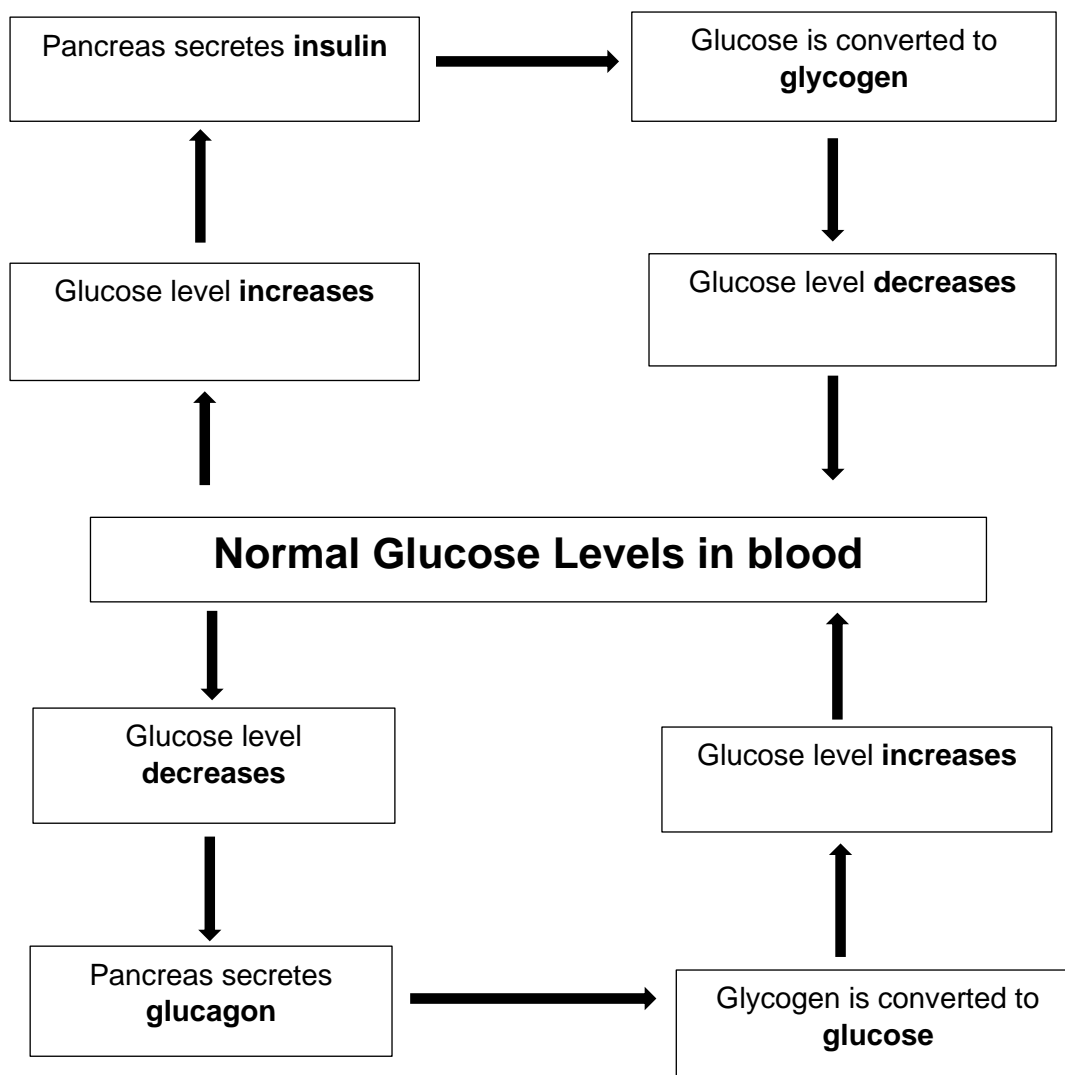 Pancreas secretes insulin
Glucose is converted to
glycogen
Glucose level increases
Glucose level decreases
Normal Glucose Levels in blood
Glucose level
decreases
Glucose level increases
Pancreas secretes
glucagon
Glycogen is converted to
glucose